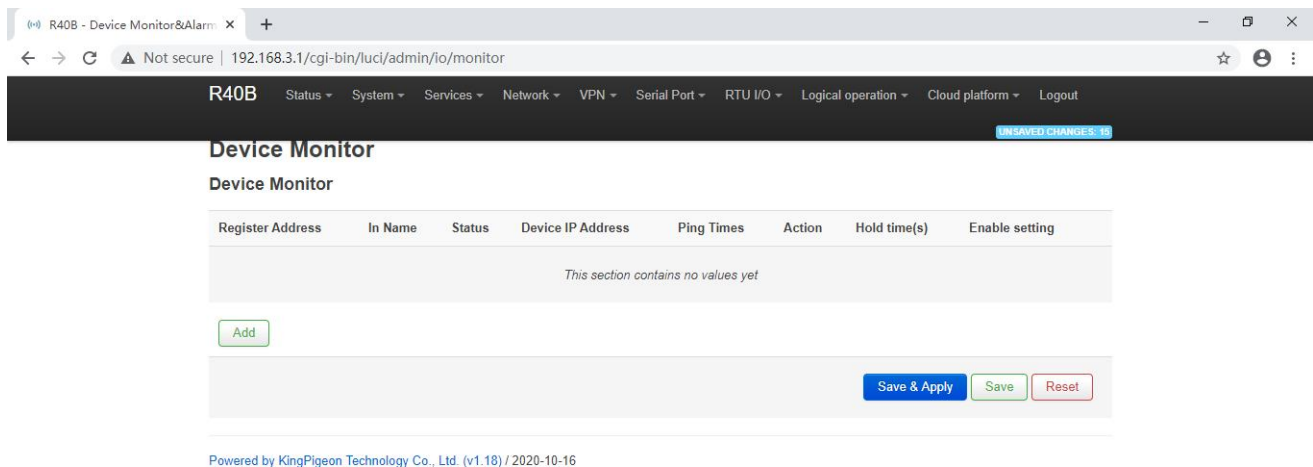 R40B - Device Monitor&Alarm
Not secure | 192.168.3.1/cgi-bin/luci/admin/io/monitor
R40B Status System Services Network VPN Serial Port RTU I/O Logical operation Cloud platform Logout
UNSAVED CHANGES: 15
Device Monitor
Device Monitor
Register Address In Name Status Device IP Address Ping Times Action Hold time(s) Enable setting
This section contains no values yet
Add
Save & Apply Save Reset
Powered by KingPigeon Technology Co., Ltd. (v1.18) / 2020-10-16